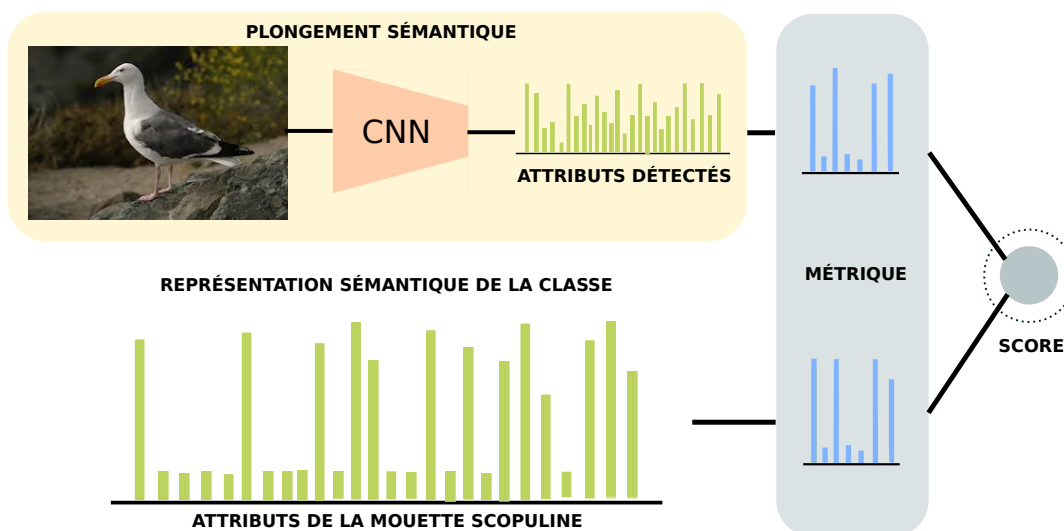 PLONGEMENT SÉMANTIQUE
CNN
ATTRIBUTS DÉTECTÉS
REPRÉSENTATION SÉMANTIQUE DE LA CLASSE
MÉTRIQUE
SCORE
ATTRIBUTS DE LA MOUETTE SCOPULINE